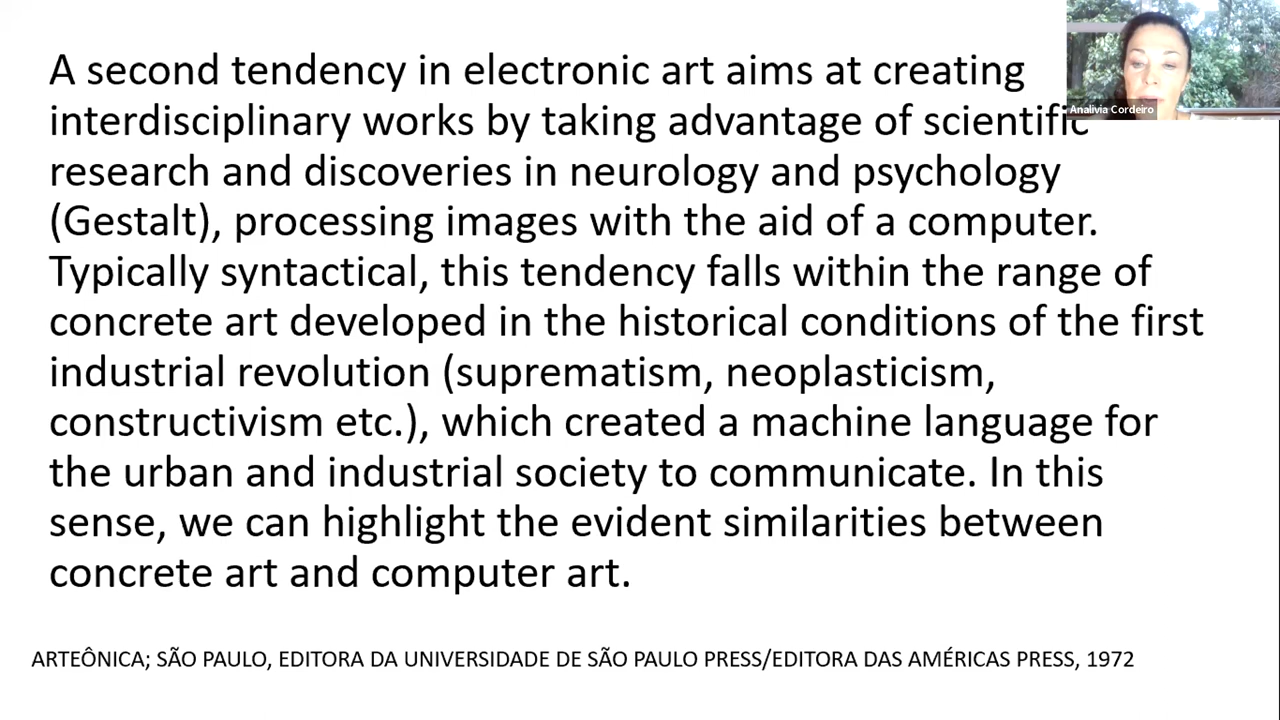 A second tendency in electronic art aims at creating
interdisciplinary works by taking advantage of scientific
research and discoveries in neurology and psychology
(Gestalt), processing images with the aid of a computer.
Typically syntactical, this tendency falls within the range of
concrete art developed in the historical conditions of the first
industrial revolution (suprematism, neoplasticism,
constructivism etc.), which created a machine language for
the urban and industrial society to communicate. In this
sense, we can highlight the evident similarities between
concrete art and computer art.
ARTEÔNICA; SÃO PAULO, EDITORA DA UNIVERSIDADE DE SÃO PAULO PRESS/EDITORA DAS AMÉRICAS PRESS, 1972
Analivia Cordeiro